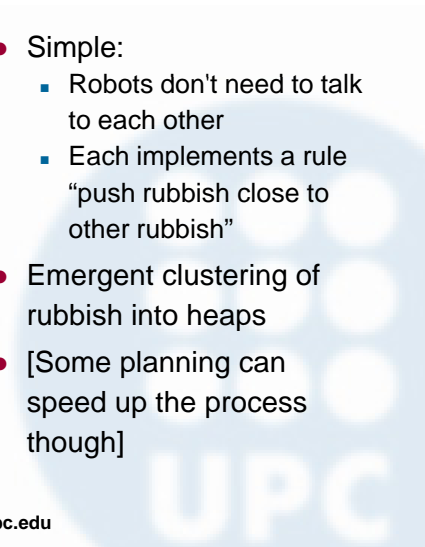 Simple:
Robots don't need to talk
to each other
Each implements a rule
“push rubbish close to
other rubbish”
Emergent clustering of
rubbish into heaps
[Some planning can
speed up the process
though]
UPC
pc.edu